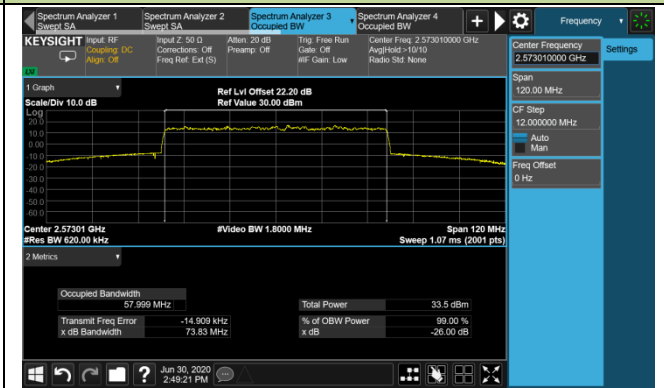 Spectrum Analyzer 1
Swept SA
Spectrum Analyzer 2
Swept SA
Spectrum Analyzer 3
Occupied BW
Spectrum Analyzer 4
Occupied BW
+
Frequency
KEYSIGHT
Input: RF
Coupling: DC
Align: Off
Input Z: 50 Ω
Corrections: Off
Freq Ref: Ext (S)
Atten: 20 dB
Preamp: Off
Trig: Free Run
Gate: Off
#IF Gain: Low
Center Freq: 2.573010000 GHz
Avg|Hold:>10/10
Radio Std: None
Center Frequency
2.573010000 GHz
Settings
Span
120.00 MHz
CF Step
12.000000 MHz
Auto
Man
Freq Offset
0 Hz
1 Graph
Scale/Div 10.0 dB
Ref Lvl Offset 22.20 dB
Ref Value 30.00 dBm
Log
20.0
10.0
0.00
-10.0
-20.0
-30.0
-40.0
-50.0
-60.0
Center 2.57301 GHz
#Res BW 620.00 kHz
#Video BW 1.8000 MHz
Span 120 MHz
Sweep 1.07 ms (2001 pts)
2 Metrics
Occupied Bandwidth
57.999 MHz
Total Power 33.5 dBm
Transmit Freq Error -14.909 kHz
% of OBW Power 99.00 %
x dB Bandwidth 73.83 MHz
x dB -26.00 dB
?
Jun 30, 2020
2:49:21 PM